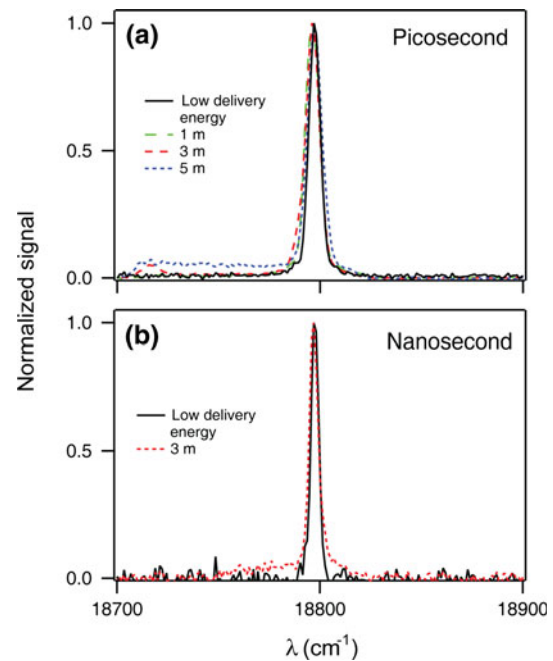 (a)
Picosecond
Low delivery
energy
1 m
3 m
5 m
1.0
0.5
0.0
Normalized signal
(b)
Nanosecond
Low delivery
energy
3 m
1.0
0.5
0.0
18700
18800
18900
λ (cm⁻¹)